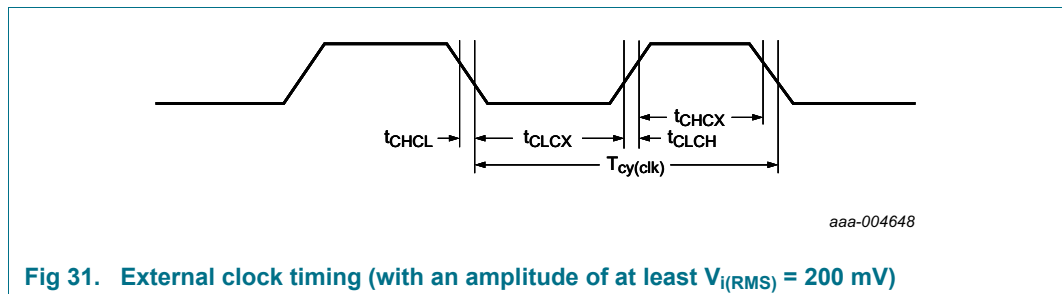 tCHCX
tCHCL tCLCX tCLCH
Tcy(clk)
aaa-004648
Fig 31. External clock timing (with an amplitude of at least Vi(RMS) = 200 mV)